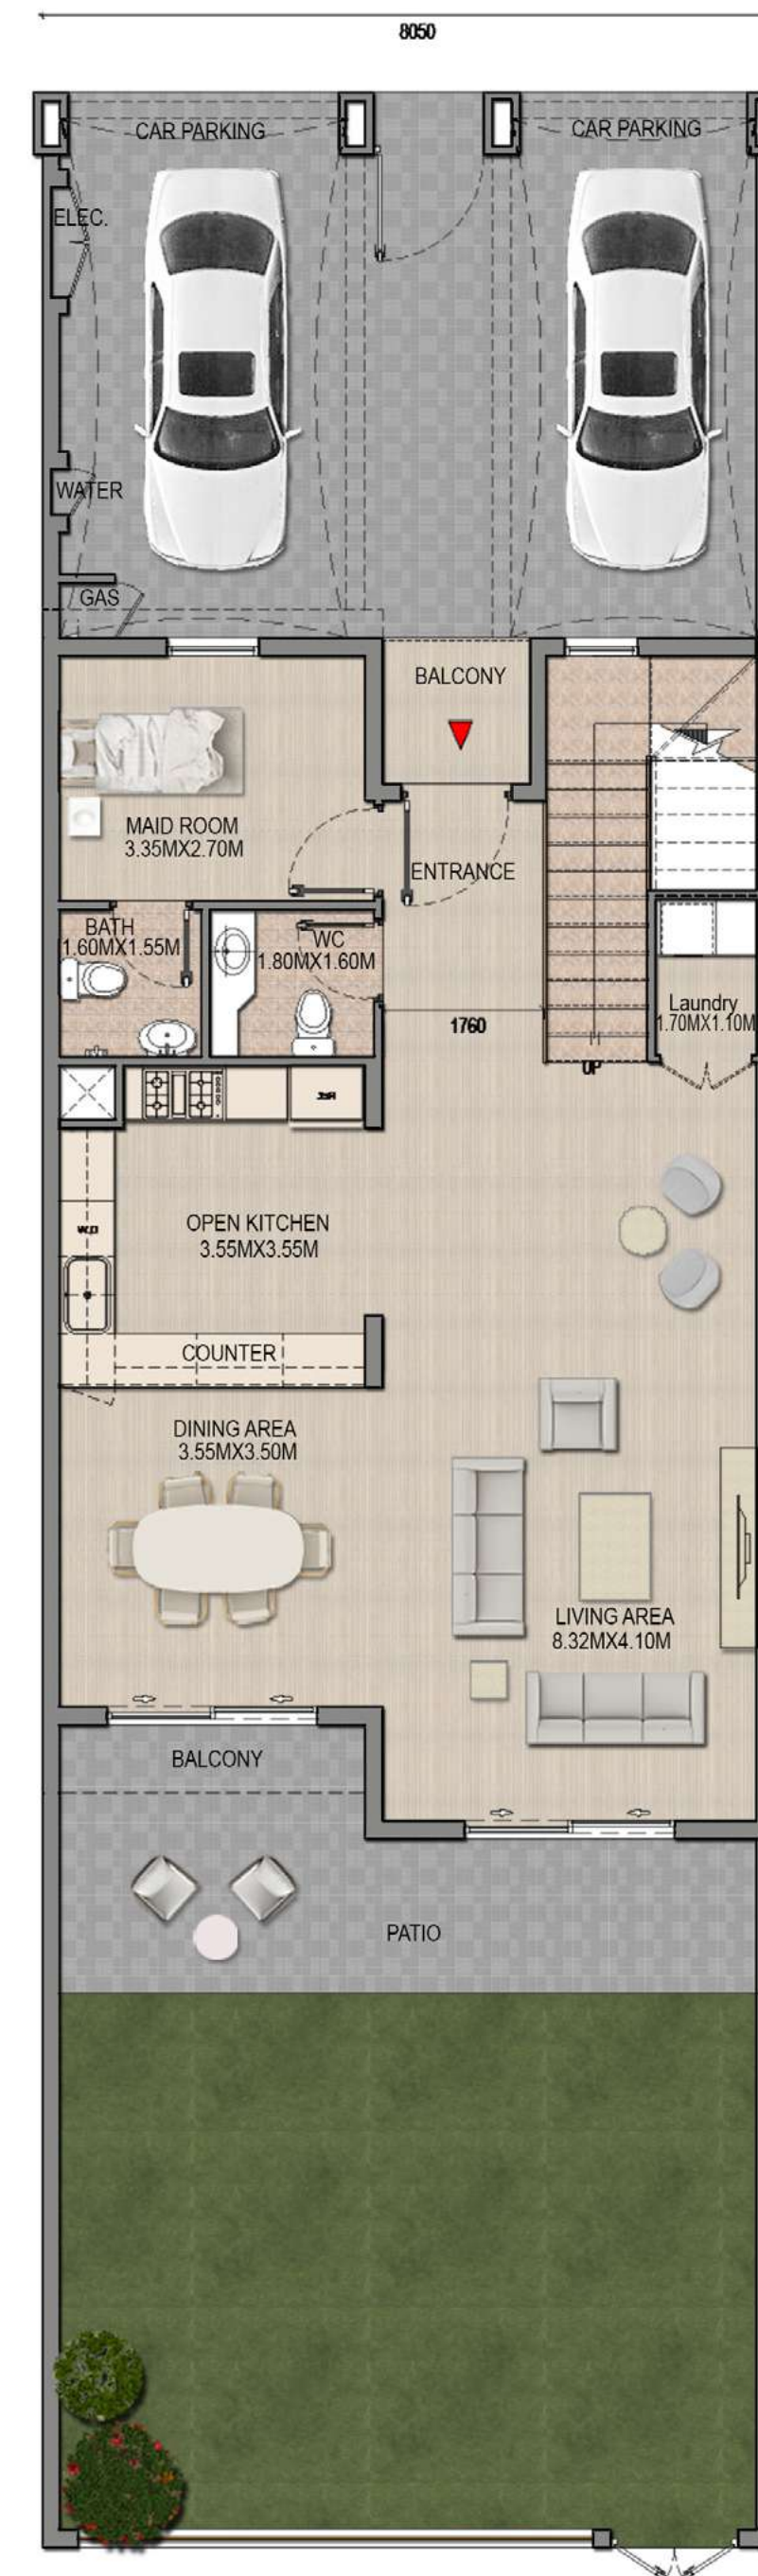 8050
CAR PARKING
CAR PARKING
ELEC.
WATER
GAS
BALCONY
MAID ROOM
3.35MX2.70M
ENTRANCE
BATH
1.60MX1.55M
WC
1.80MX1.60M
Laundry
1.70MX1.10M
1760
UP
REF.
OPEN KITCHEN
3.55MX3.55M
W.D
COUNTER
DINING AREA
3.55MX3.50M
LIVING AREA
8.32MX4.10M
BALCONY
PATIO